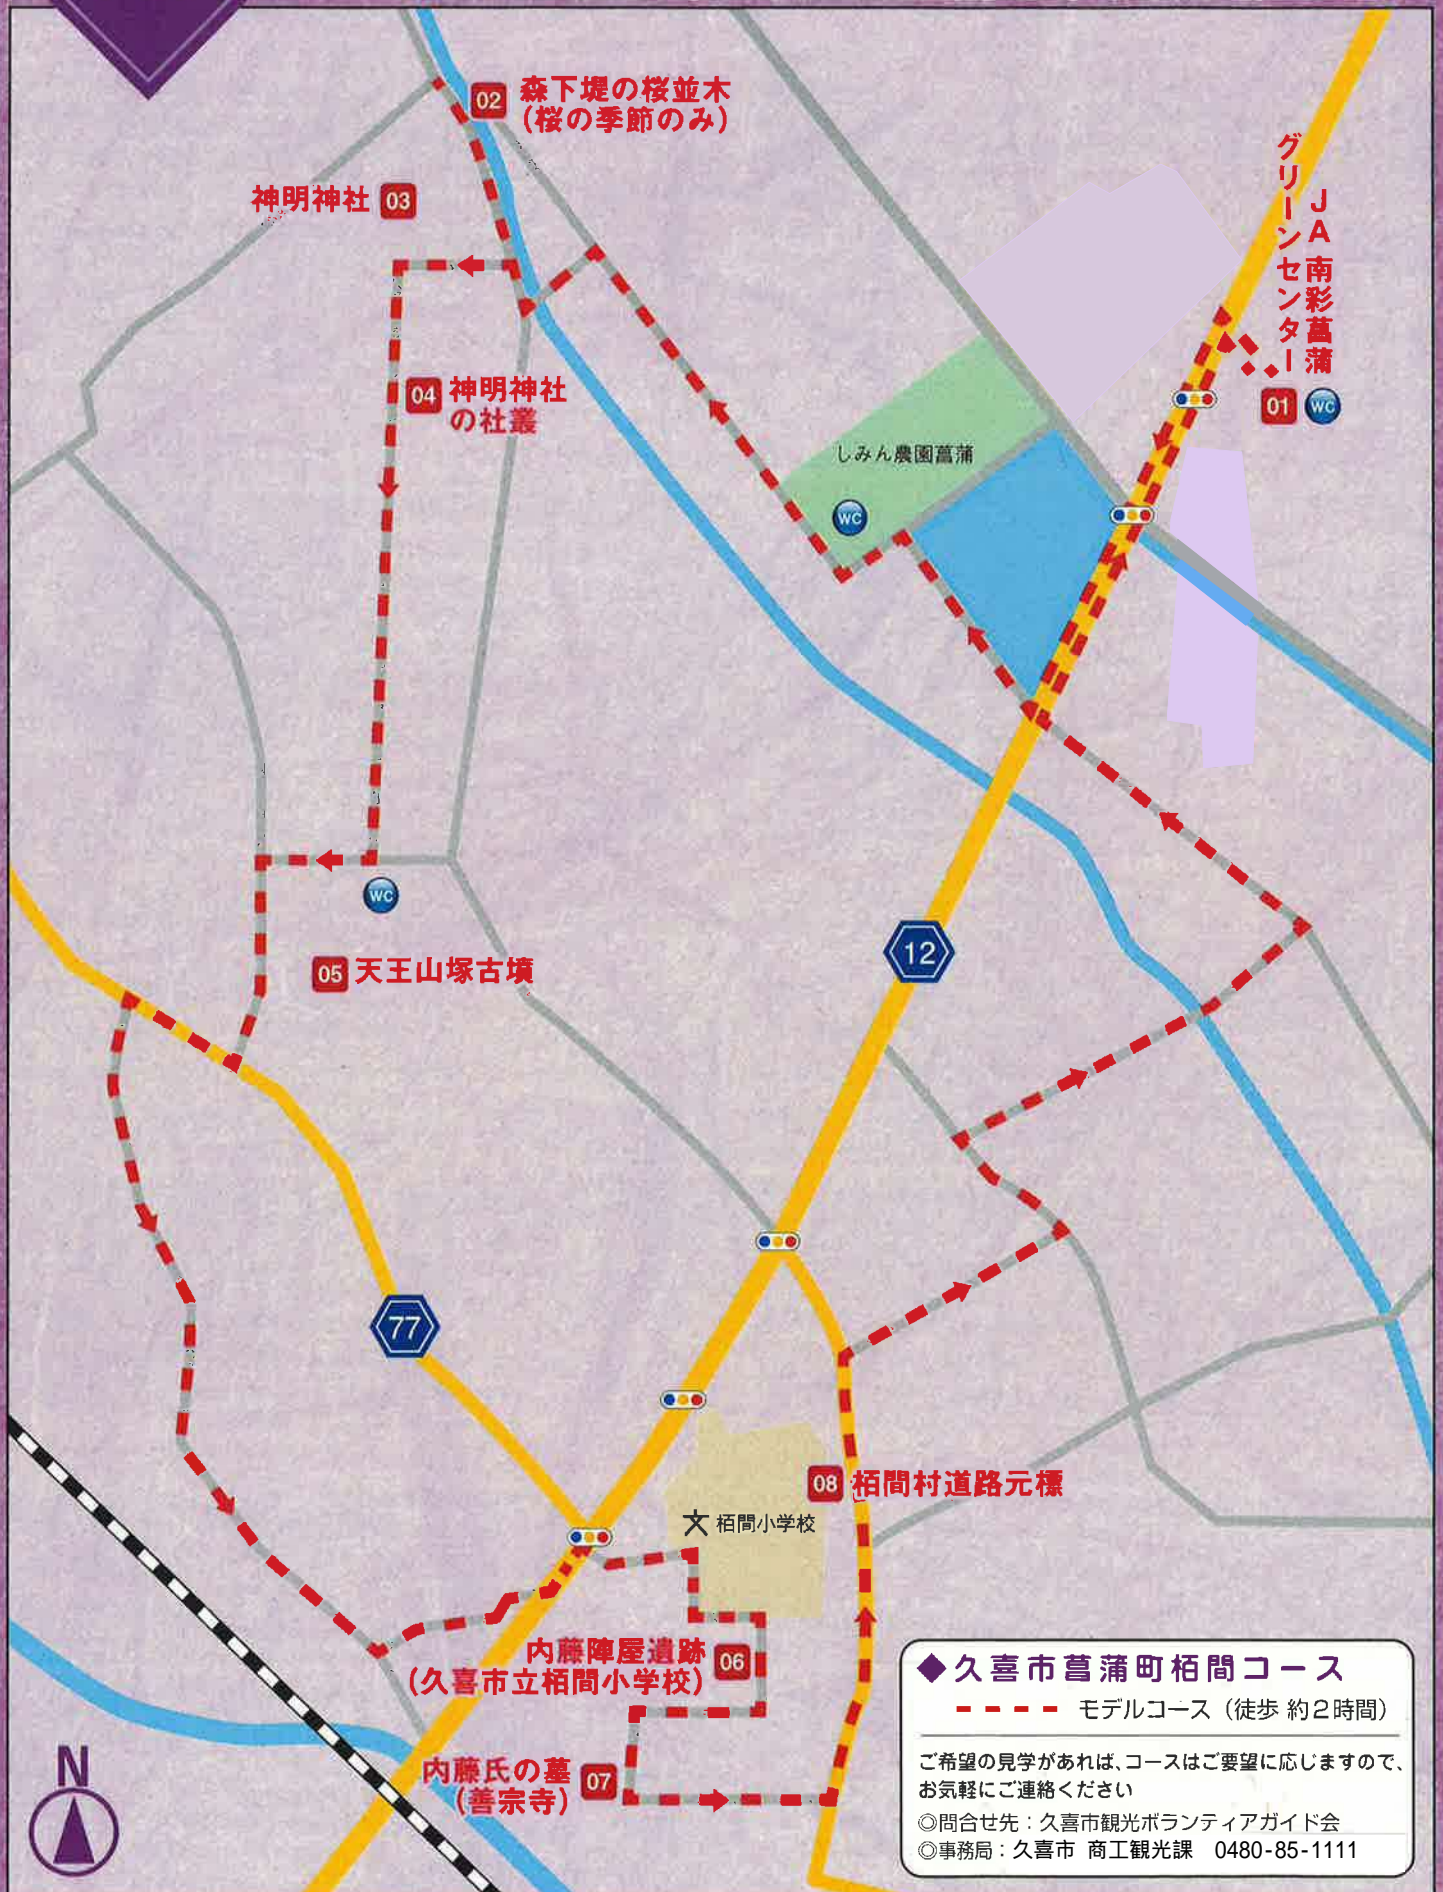 02 森下堤の桜並木
(桜の季節のみ)
神明神社 03
JA南彩菖蒲
グリーンセンター
01 WC
04 神明神社
の社叢
しみん農園菖蒲
WC
WC
05 天王山塚古墳
12
77
08 栢間村道路元標
文 栢間小学校
内藤陣屋遺跡 06
(久喜市立栢間小学校)
内藤氏の墓 07
(善宗寺)
N
◆久喜市菖蒲町栢間コース
モデルコース (徒歩 約2時間)
ご希望の見学があれば、コースはご要望に応じますので、
お気軽にご連絡ください
◎問合せ先:久喜市観光ボランティアガイド会
◎事務局:久喜市 商工観光課 0480-85-1111